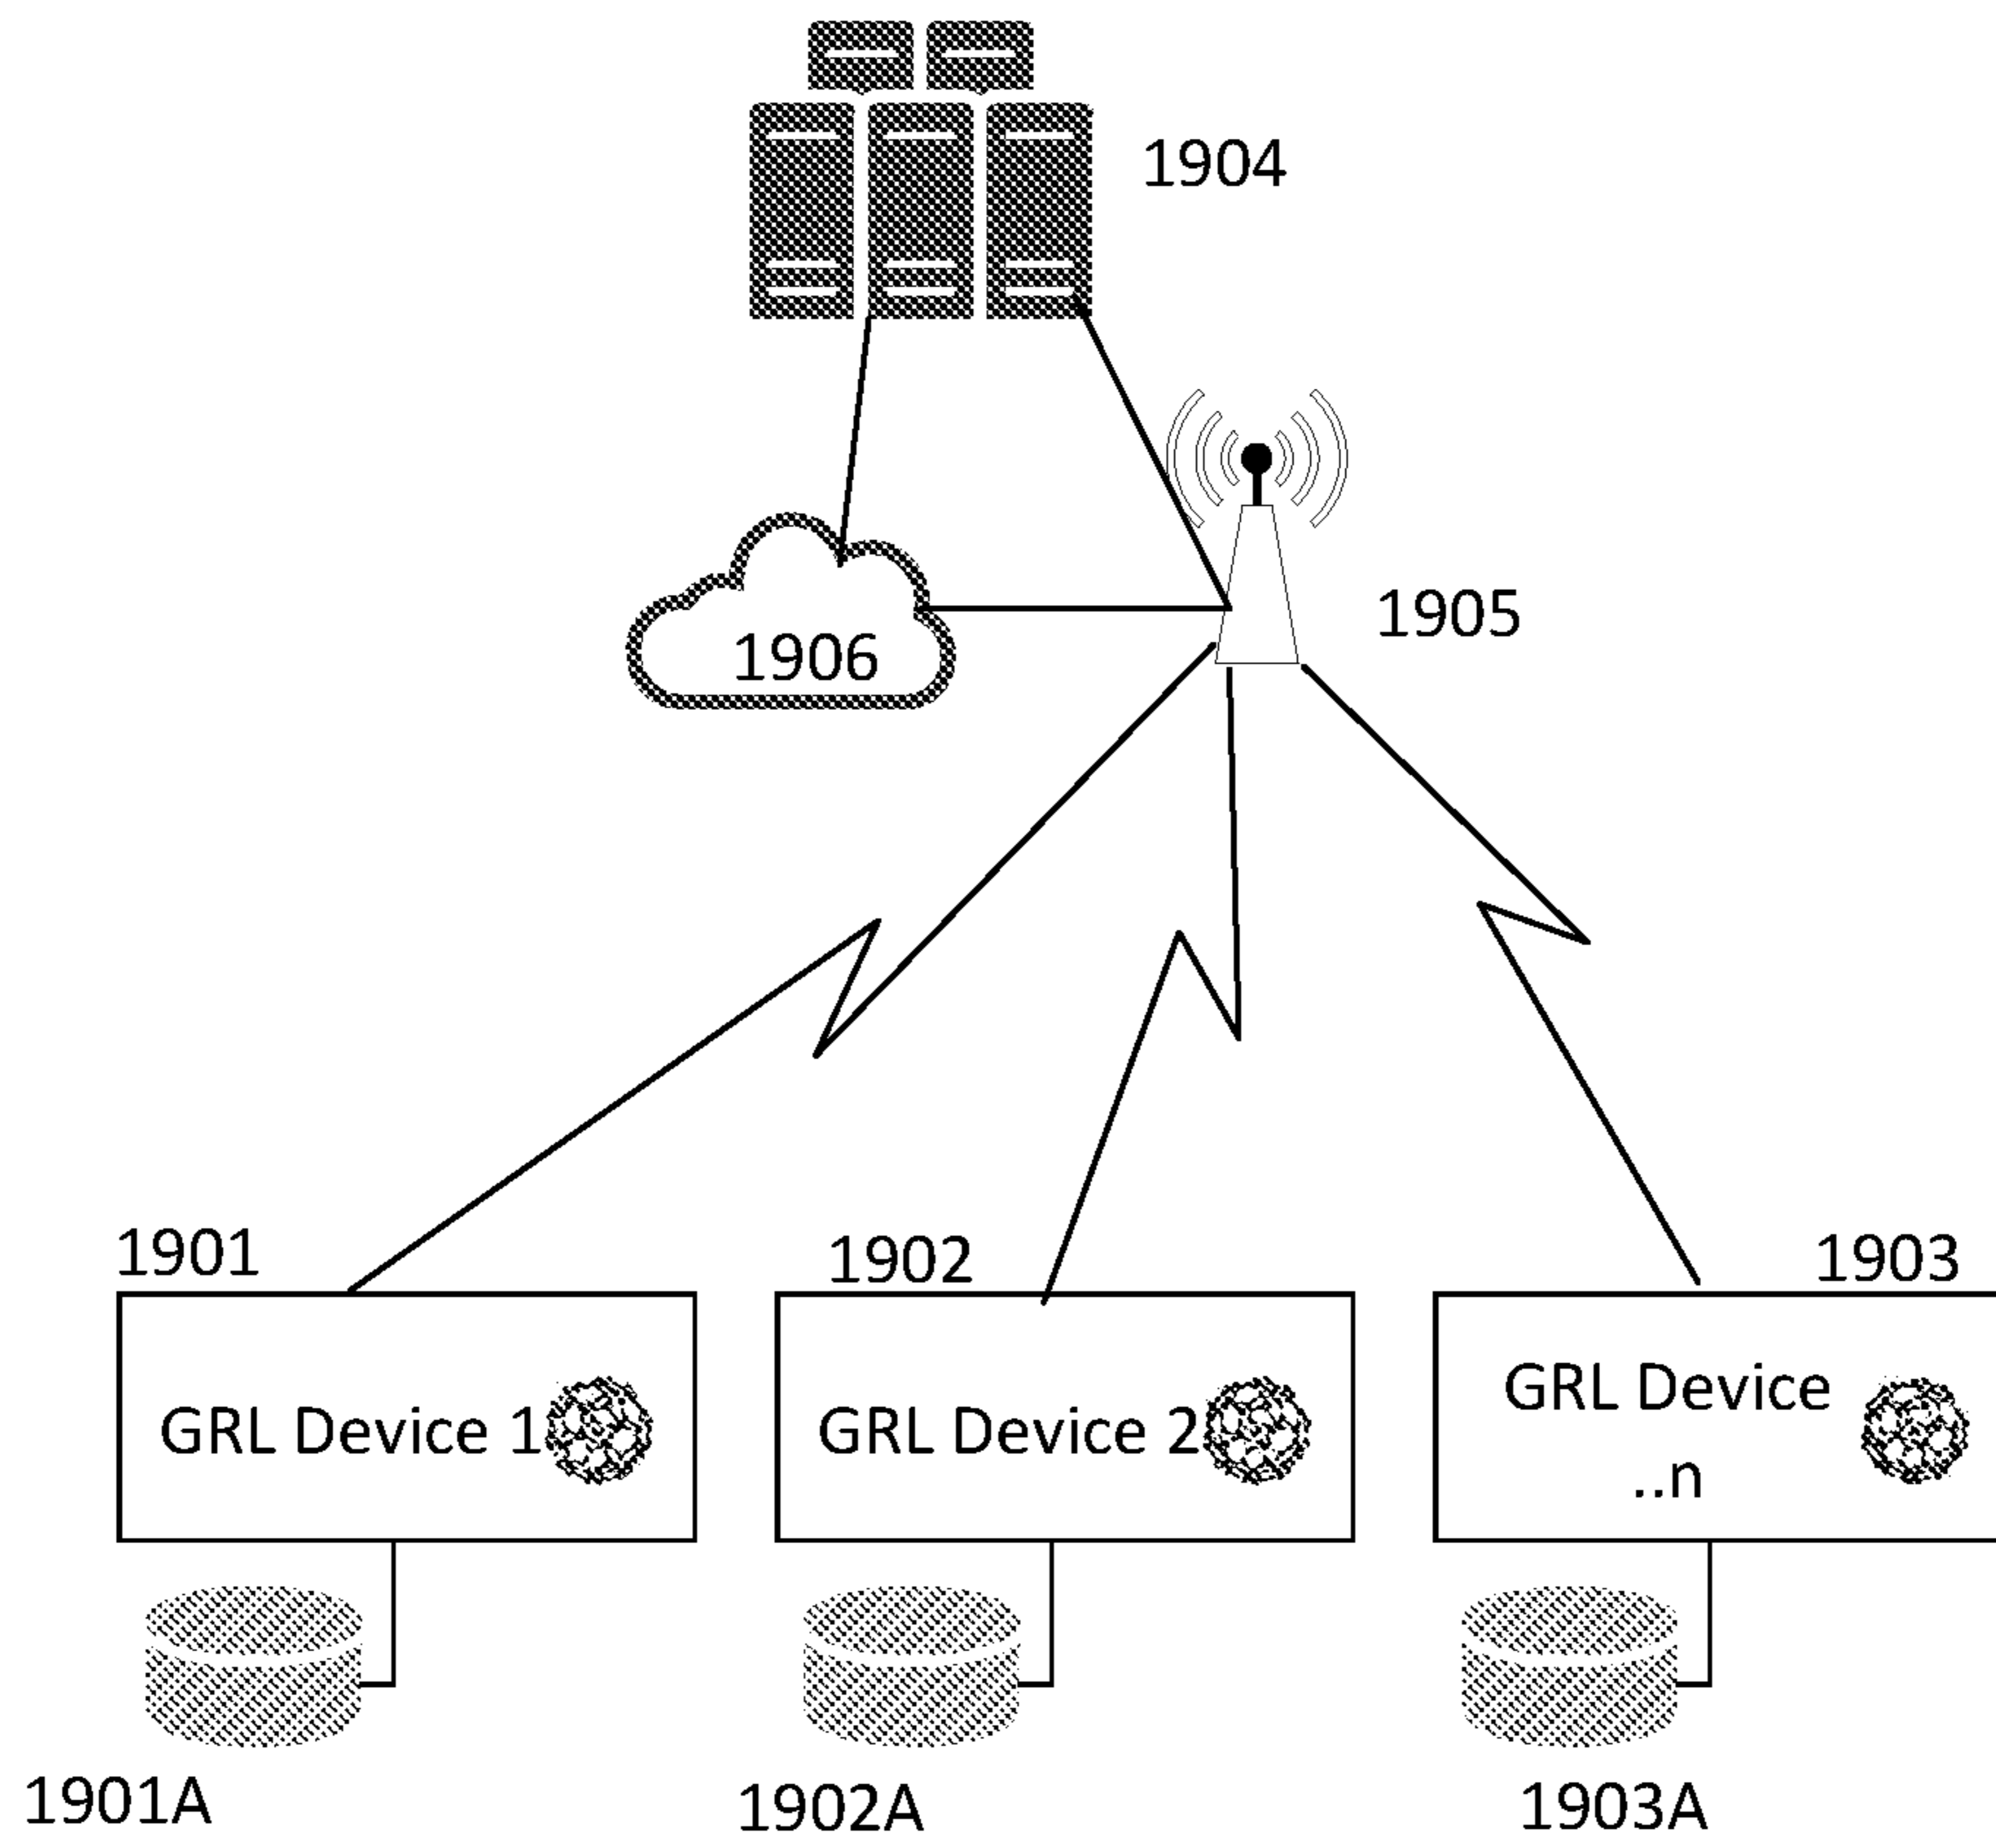 1904
1905
1906
1901
1902
1903
GRL Device 1
GRL Device 2
GRL Device
..n
1901A
1902A
1903A